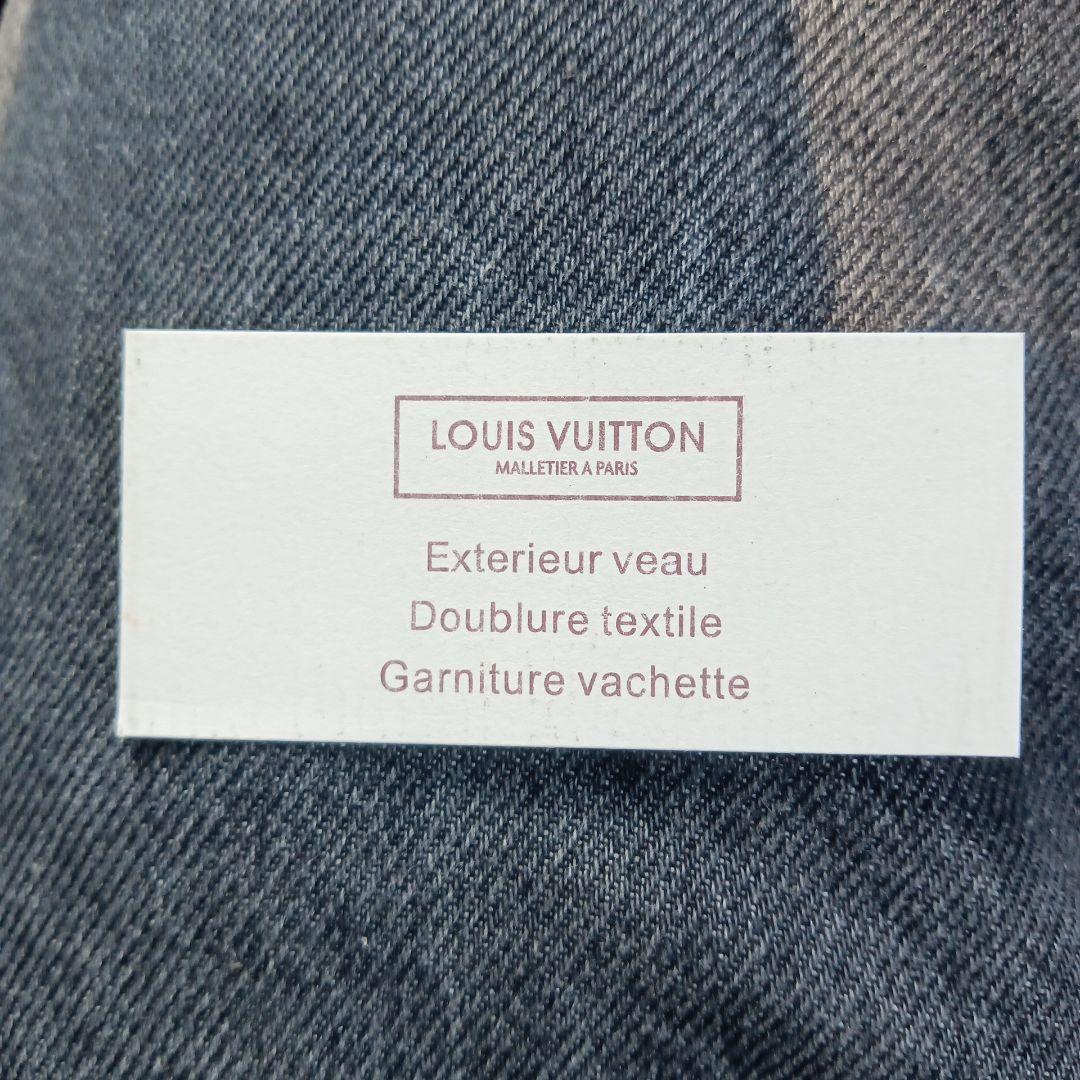 LOUIS VUITTON
MALLETIER A PARIS
Exterieur veau
Doublure textile
Garniture vachette